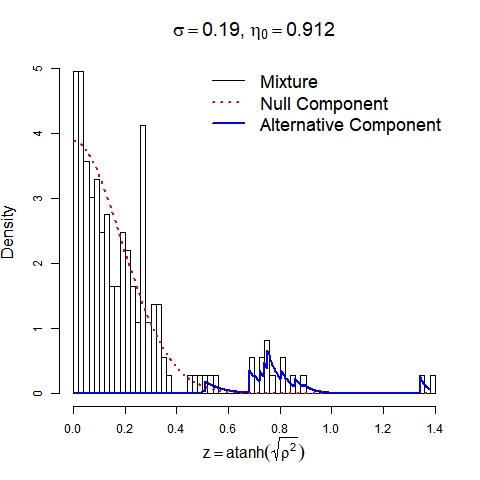 σ = 0.19, η₀ = 0.912
Mixture
Null Component
Alternative Component
Density
5
4
3
2
1
0
0.0 0.2 0.4 0.6 0.8 1.0 1.2 1.4
z = atanh(√ρ²)